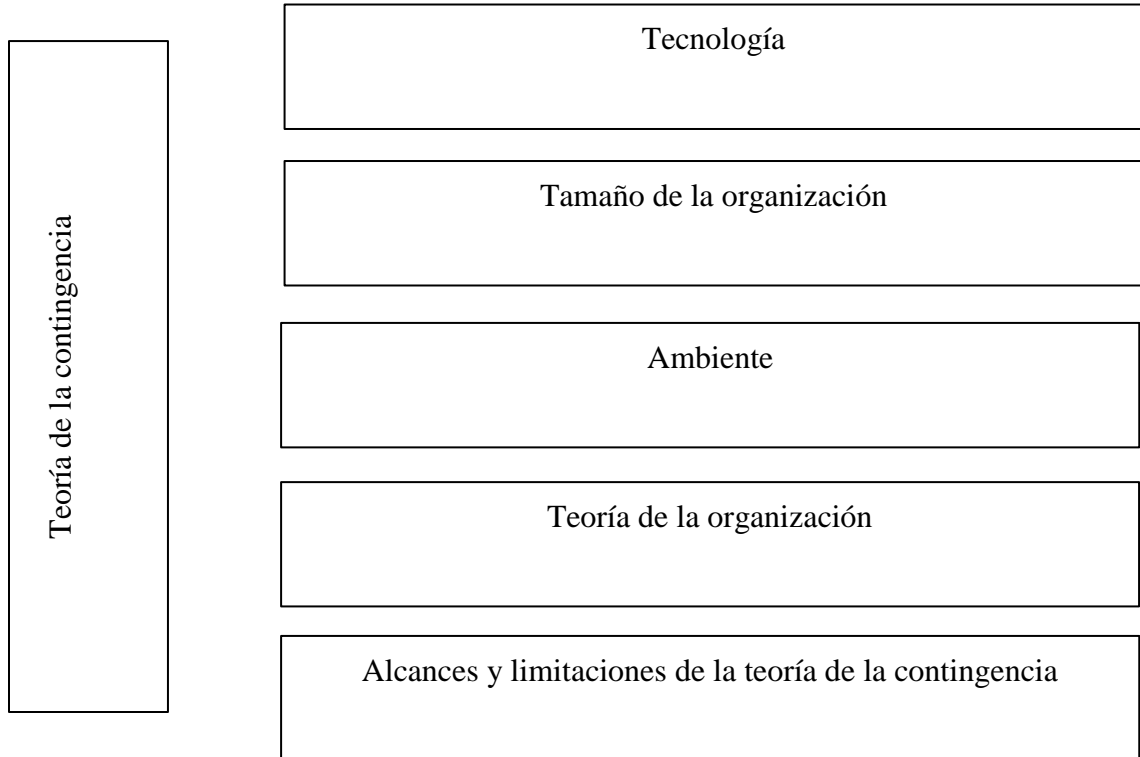 Teoría de la contingencia
Tecnología
Tamaño de la organización
Ambiente
Teoría de la organización
Alcances y limitaciones de la teoría de la contingencia